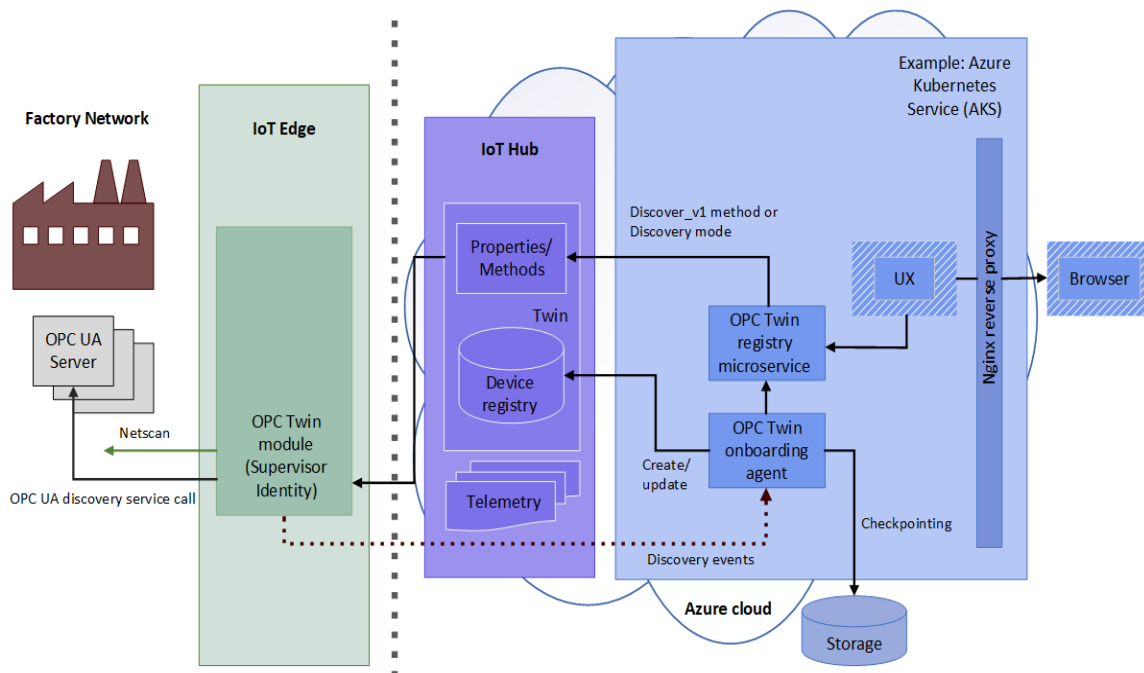 Factory Network
OPC UA
Server
Netscan
OPC UA discovery service call
IoT Edge
OPC Twin
module
(Supervisor
Identity)
IoT Hub
Properties/
Methods
Twin
Device
registry
Telemetry
Example: Azure
Kubernetes
Service (AKS)
Discover_v1 method or
Discovery mode
UX
Nginx reverse proxy
Browser
OPC Twin
registry
microservice
OPC Twin
onboarding
agent
Create/
update
Checkpointing
Discovery events
Azure cloud
Storage